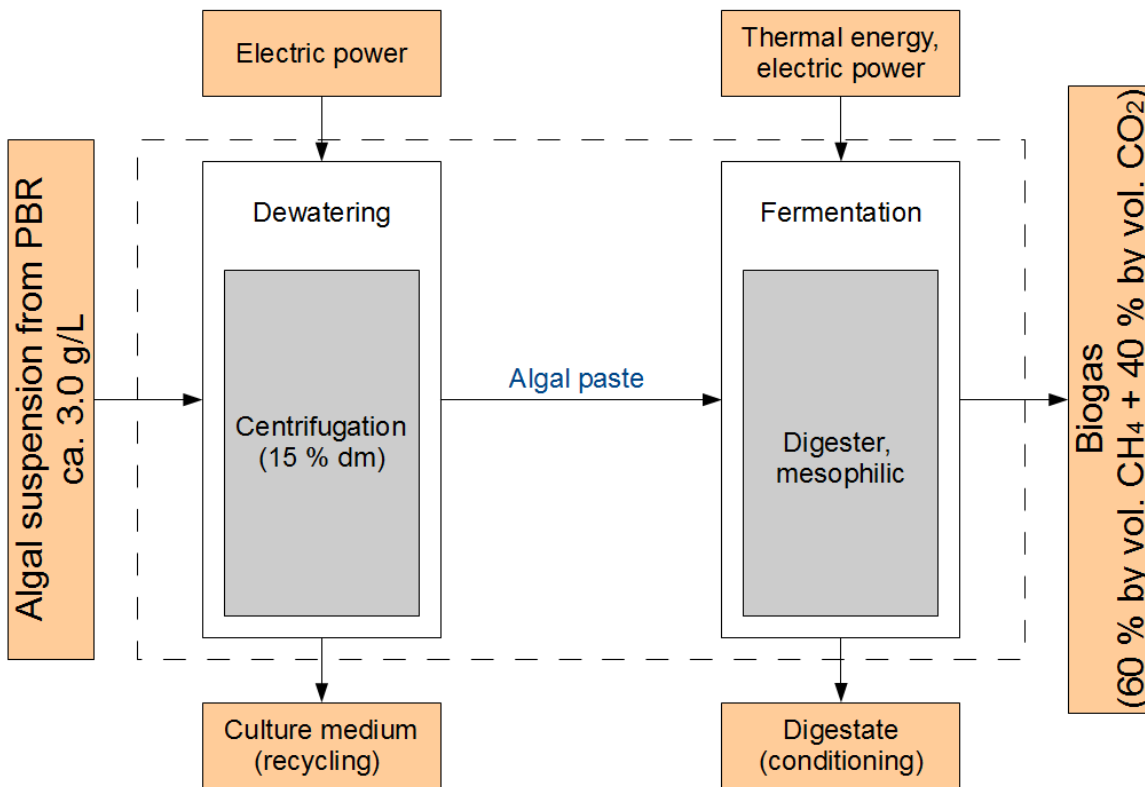 Electric power
Thermal energy,
electric power
Algal suspension from PBR
ca. 3.0 g/L
Dewatering
Fermentation
Centrifugation
(15 % dm)
Algal paste
Digester,
mesophilic
Biogas
(60 % by vol. CH₄ + 40 % by vol. CO₂)
Culture medium
(recycling)
Digestate
(conditioning)